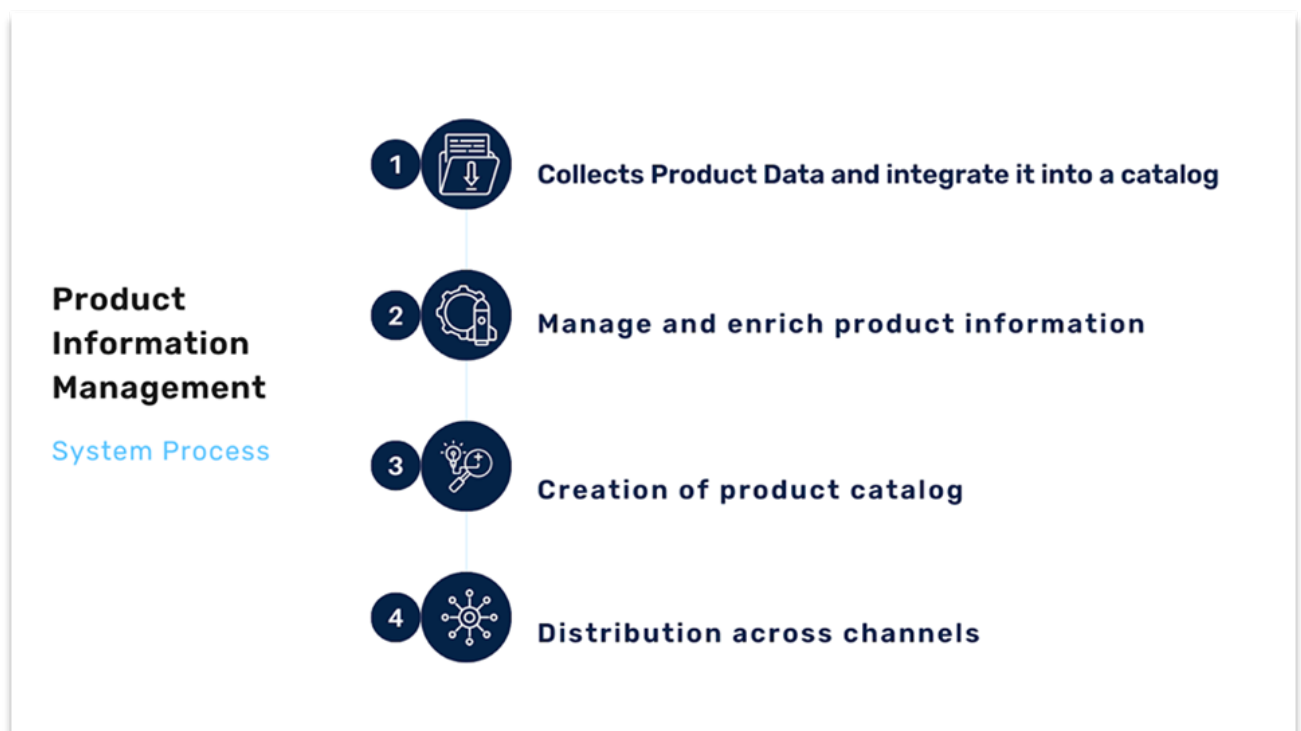 Product
Information
Management
System Process
1
Collects Product Data and integrate it into a catalog
2
Manage and enrich product information
3
Creation of product catalog
4
Distribution across channels